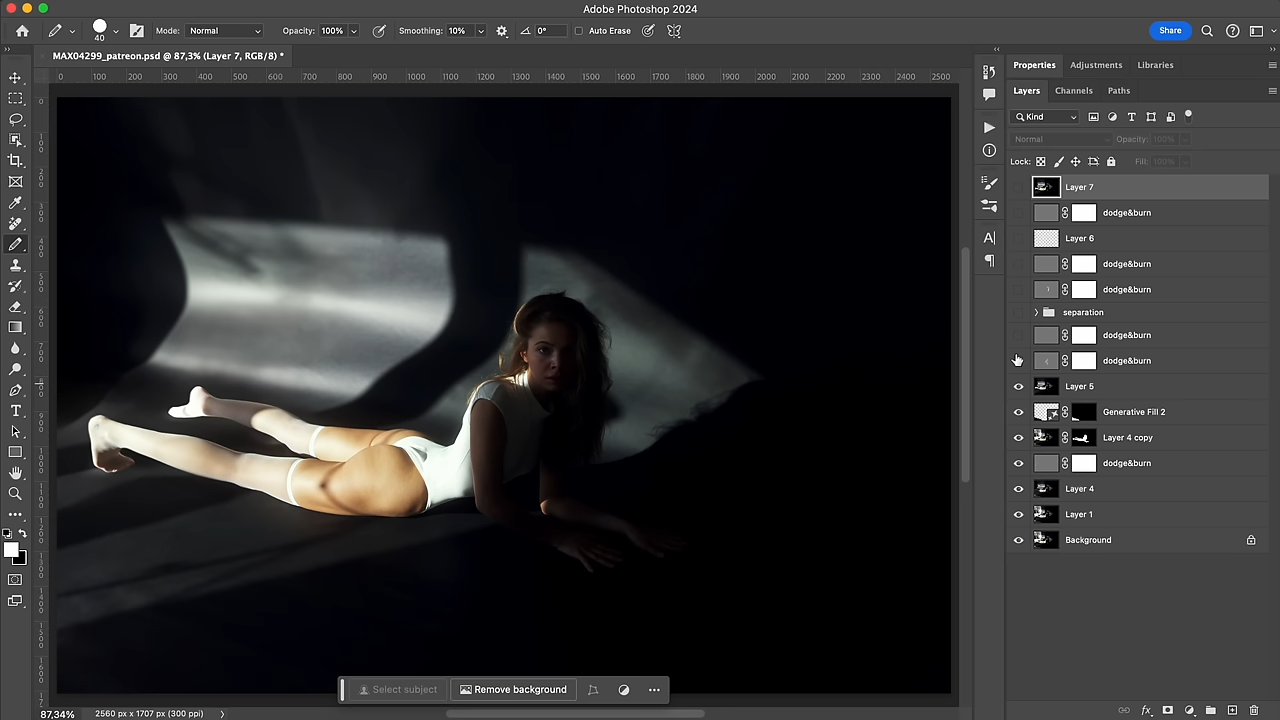 Adobe Photoshop 2024
40
Mode: Normal
Opacity: 100%
Smoothing: 10%
0°
Auto Erase
Share
MAX04299_patreon.psd @ 87,3% (Layer 7, RGB/8) *
Properties
Adjustments
Libraries
0 100 200 300 400 500 600 700 800 900 1000 1100 1200 1300 1400 1500 1600 1700 1800 1900 2000 2100 2200 2300 2400 2500
Layers
Channels
Paths
Kind
Normal
Opacity: 100%
Lock:
Fill: 100%
Layer 7
dodge&burn
Layer 6
dodge&burn
dodge&burn
separation
dodge&burn
dodge&burn
Layer 5
Generative Fill 2
Layer 4 copy
dodge&burn
Layer 4
Layer 1
Background
Select subject
Remove background
87,34%
2560 px x 1707 px (300 ppi)